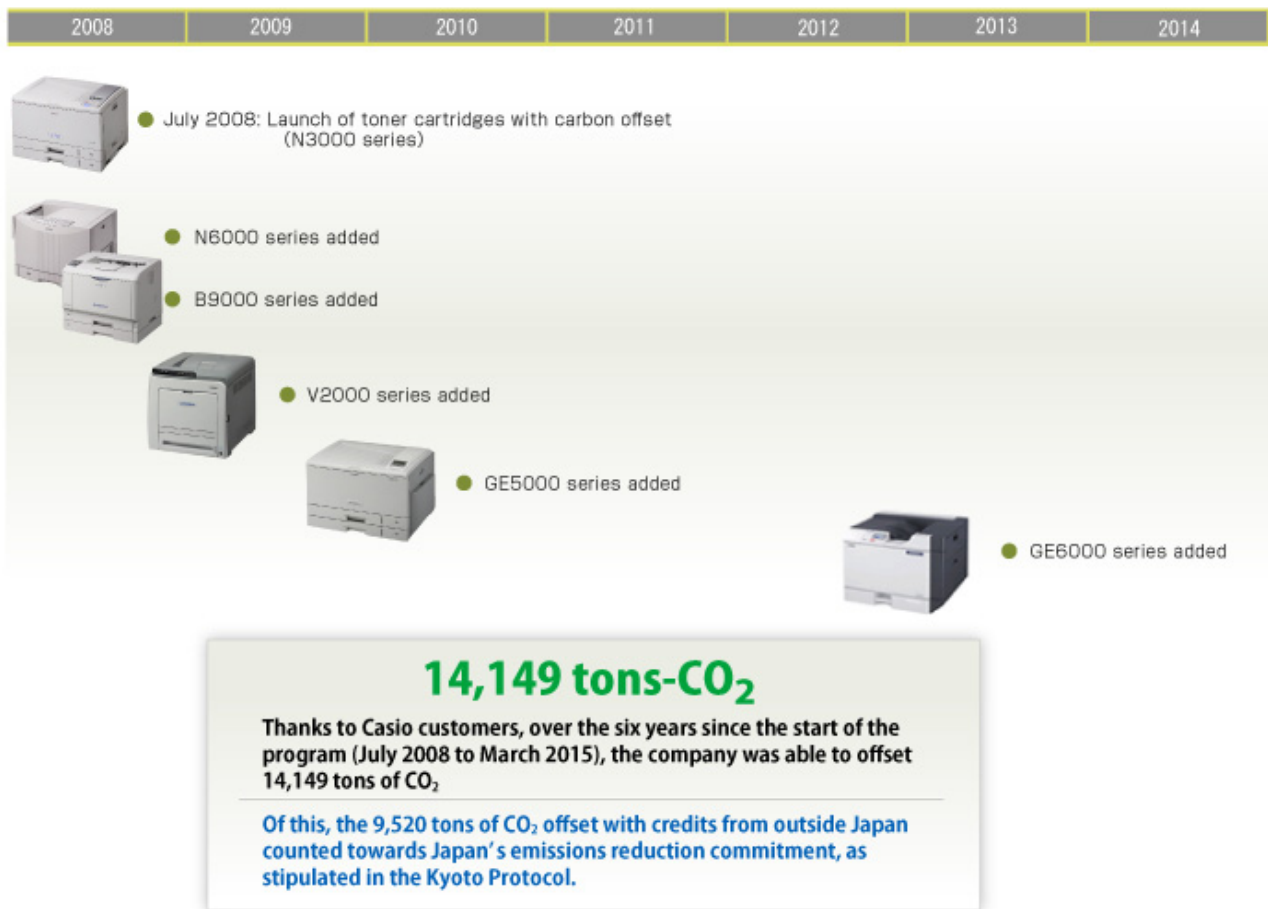 2008 2009 2010 2011 2012 2013 2014
July 2008: Launch of toner cartridges with carbon offset
(N3000 series)
N6000 series added
B9000 series added
V2000 series added
GE5000 series added
GE6000 series added
14,149 tons-CO₂
Thanks to Casio customers, over the six years since the start of the
program (July 2008 to March 2015), the company was able to offset
14,149 tons of CO₂
Of this, the 9,520 tons of CO₂ offset with credits from outside Japan
counted towards Japan's emissions reduction commitment, as
stipulated in the Kyoto Protocol.